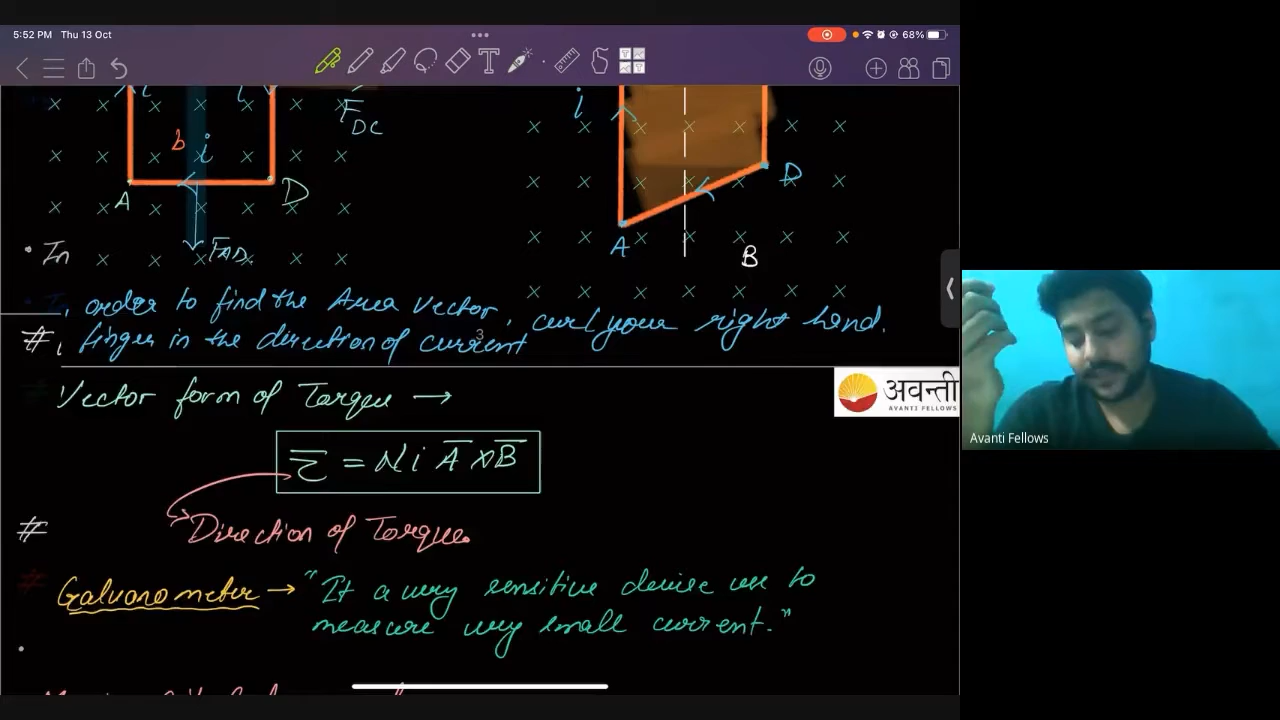 5:52 PM Thu 13 Oct
68%
i
F DC
b
i
A
D
F AD
i
D
A
B
• In
order to find the Area vector, curl your right hand.
#
finger in the direction of current
3
Vector form of Torque →
अवन्ती
AVANTI FELLOWS
τ = N i A × B
Direction of Torque.
#
Galvanometer → "It a very sensitive device use to
measure very small current."
Avanti Fellows